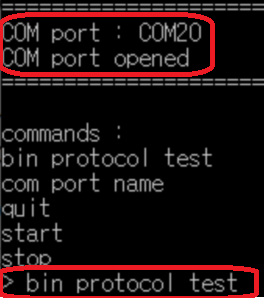 ==============================
COM port : COM20
COM port opened
==============================
commands :
bin protocol test
com port name
quit
start
stop
> bin protocol test